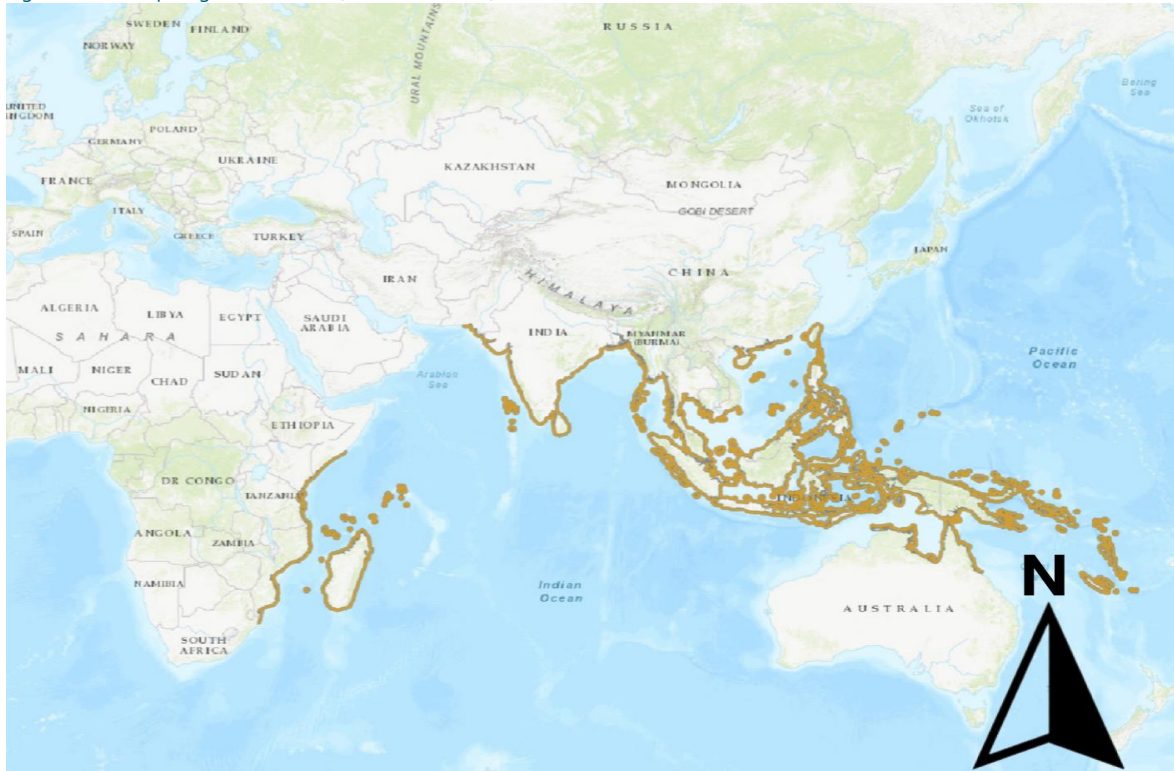 SWEDEN
FINLAND
NORWAY
RUSSIA
URAL MOUNTAINS
Bering
Sea
Sea of
Okhotsk
UNITED
INGDOM
POLAND
GERMANY
UKRAINE
KAZAKHSTAN
MONGOLIA
FRANCE
ITALY
GOBI DESERT
SPAIN
GREECE
TURKEY
JAPAN
CHINA
IRAN
HIMALAYA
ALGERIA
LIBYA
EGYPT
SAUDI
ARABIA
SAHARA
INDIA
MYANMAR
(BURMA)
Pacific
Ocean
MALI
NIGER
CHAD
SUDAN
Arabian
Sea
NIGERIA
ETHIOPIA
DR CONGO
TANZANIA
INDONESIA
ANGOLA
ZAMBIA
NAMIBIA
Indian
Ocean
N
AUSTRALIA
SOUTH
AFRICA